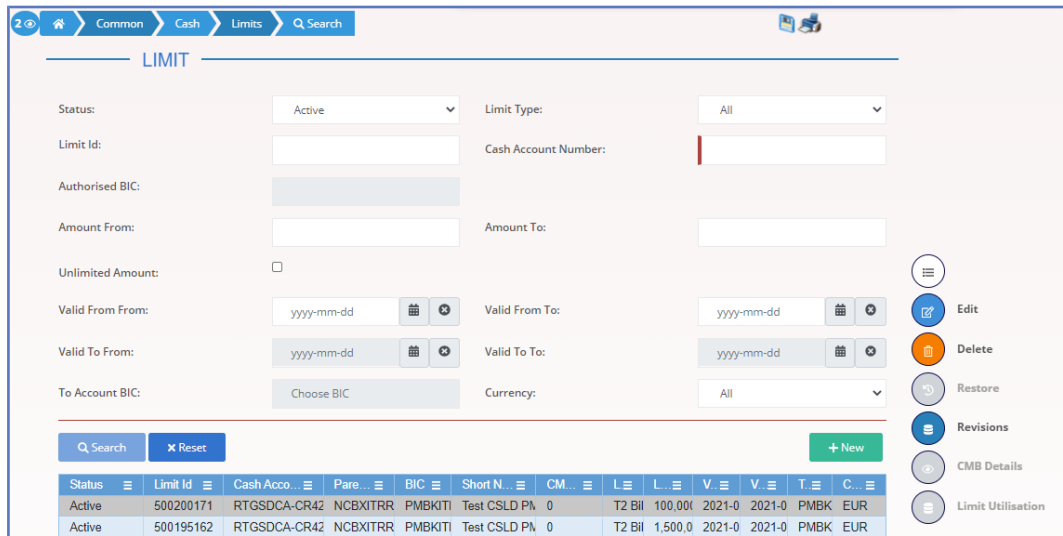 2 Common Cash Limits Search
LIMIT
Status: Active Limit Type: All
Limit Id: Cash Account Number:
Authorised BIC:
Amount From: Amount To:
Unlimited Amount:
Valid From From: yyyy-mm-dd Valid From To: yyyy-mm-dd
Edit
Valid To From: yyyy-mm-dd Valid To To: yyyy-mm-dd
Delete
To Account BIC: Choose BIC Currency: All
Restore
Revisions
Search Reset New
CMB Details
Status Limit Id Cash Acco... Pare... BIC Short N... CM... L L... V... V... T.. C...
Active 500200171 RTGSDCA-CR42 NCBXITRR PMBKITI Test CSLD PM 0 T2 Bil 100,000 2021-0 2021-0 PMBK EUR
Limit Utilisation
Active 500195162 RTGSDCA-CR42 NCBXITRR PMBKITI Test CSLD PM 0 T2 Bil 1,500,0 2021-0 2021-0 PMBK EUR